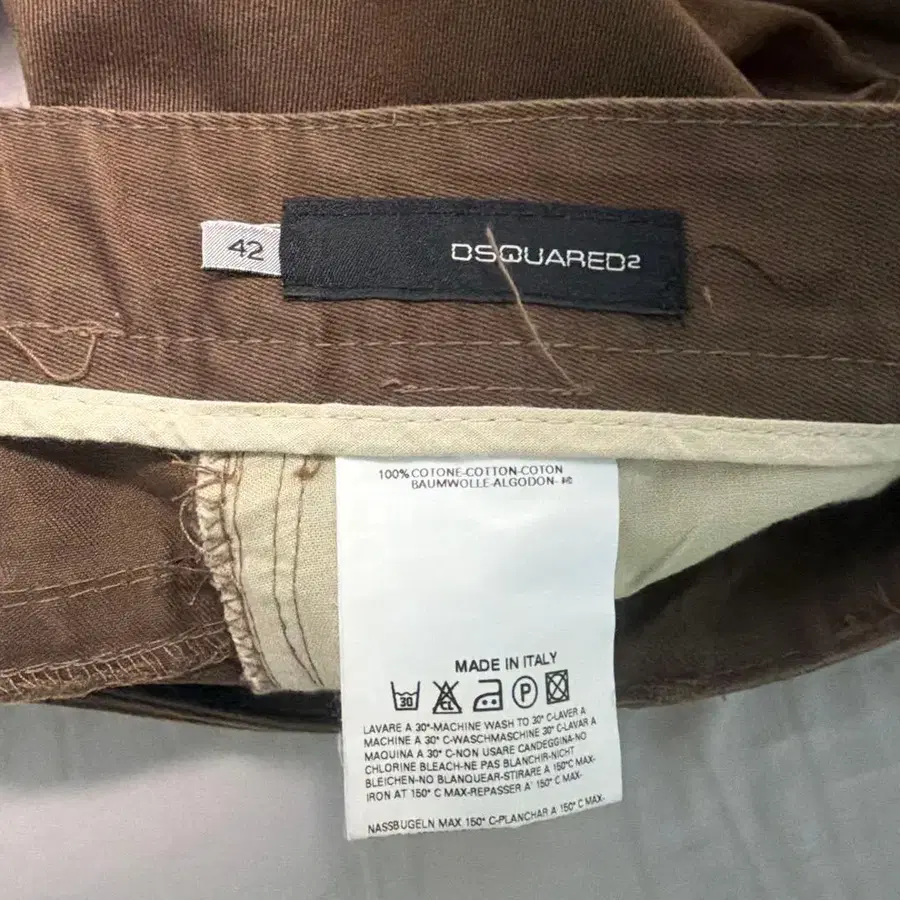 42
DSQUARED2
100% COTONE-COTTON-COTON
BAUMWOLLE-ALGODON-棉
MADE IN ITALY
30
CL
P
LAVARE A 30°-MACHINE WASH TO 30° C-LAVER A
MACHINE A 30° C-WASCHMASCHINE 30° C-LAVAR A
MAQUINA A 30° C-NON USARE CANDEGGINA-NO
CHLORINE BLEACH-NE PAS BLANCHIR-NICHT
BLEICHEN-NO BLANQUEAR-STIRARE A 150°C MAX-
IRON AT 150° C MAX-REPASSER A' 150° C MAX-
NASSBUGELN MAX 150° C-PLANCHAR A 150° C MAX-